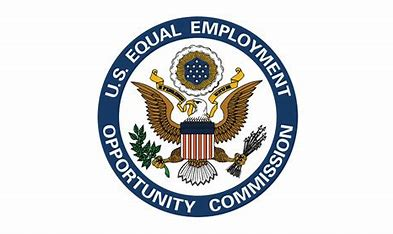 U.S. EQUAL EMPLOYMENT
OPPORTUNITY COMMISSION